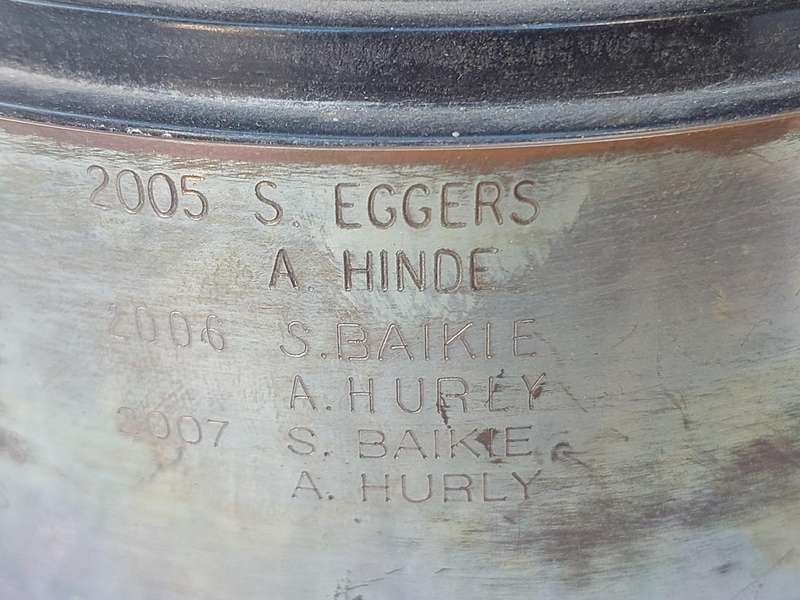 2005 S. EGGERS
A. HINDE
2006 S. BAIKIE
A. HURLY
2007 S. BAIKIE
A. HURLY